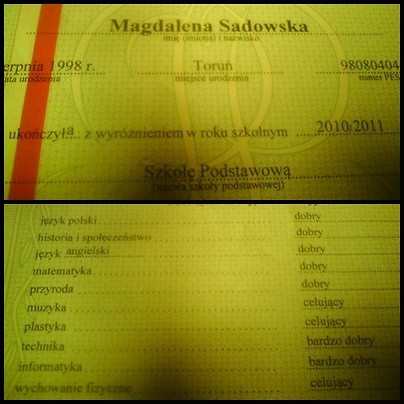 Magdalena Sadowska
imię (imiona) i nazwisko
ierpnia 1998 r. Toruń 98080404
ata urodzenia miejsce urodzenia numer PES
ukończyła z wyróżnieniem w roku szkolnym 2010/2011
Szkołę Podstawową
(nazwa szkoły podstawowej)
język polski dobry
historia i społeczeństwo dobry
język angielski dobry
matematyka dobry
przyroda dobry
muzyka celujący
plastyka celujący
technika bardzo dobry
informatyka bardzo dobry
wychowanie fizyczne celujący